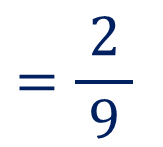 = 2/9